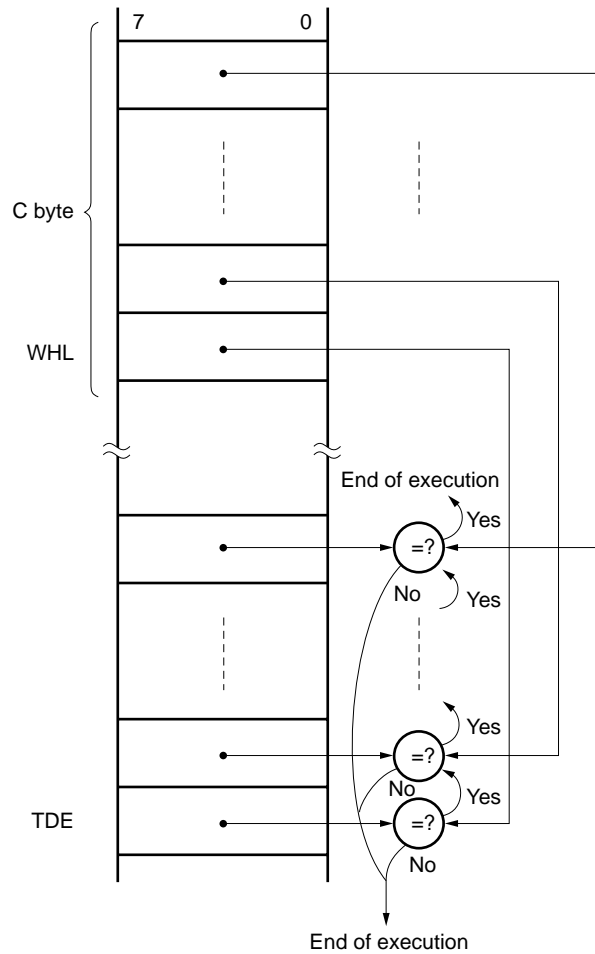 7 0
C byte
WHL
End of execution
Yes
=?
No
Yes
Yes
=?
No
Yes
TDE
=?
No
End of execution